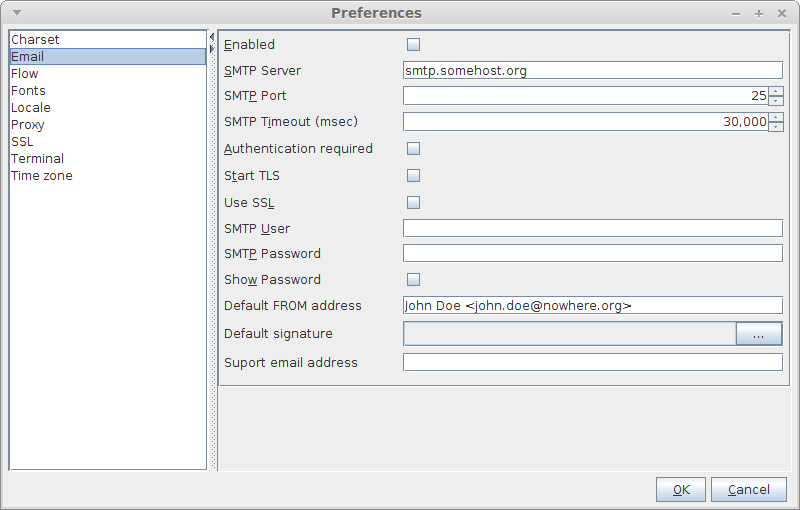 Preferences
Charset
Email
Flow
Fonts
Locale
Proxy
SSL
Terminal
Time zone
Enabled
SMTP Server smtp.somehost.org
SMTP Port 25
SMTP Timeout (msec) 30,000
Authentication required
Start TLS
Use SSL
SMTP User
SMTP Password
Show Password
Default FROM address John Doe <john.doe@nowhere.org>
Default signature ...
Suport email address
OK Cancel